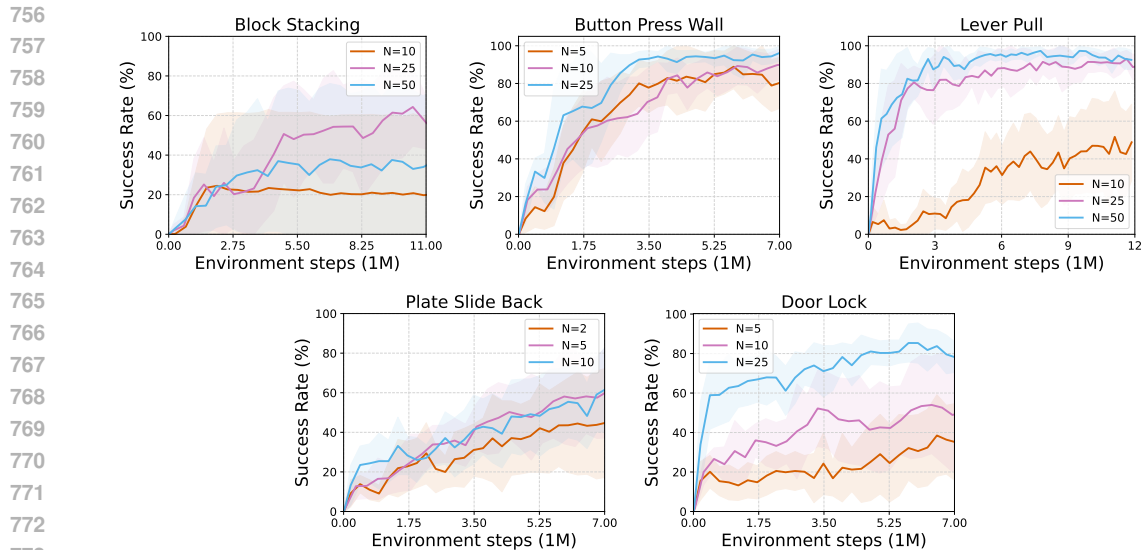 756
757
758
759
760
761
762
763
764
765
766
767
768
769
770
771
772
Block Stacking
Success Rate (%)
100
80
60
40
20
0
0.00 2.75 5.50 8.25 11.00
Environment steps (1M)
N=10
N=25
N=50
Button Press Wall
Success Rate (%)
100
80
60
40
20
0
0.00 1.75 3.50 5.25 7.00
Environment steps (1M)
N=5
N=10
N=25
Lever Pull
Success Rate (%)
100
80
60
40
20
0
0 3 6 9 12
Environment steps (1M)
N=10
N=25
N=50
Plate Slide Back
Success Rate (%)
100
80
60
40
20
0
0.00 1.75 3.50 5.25 7.00
Environment steps (1M)
N=2
N=5
N=10
Door Lock
Success Rate (%)
100
80
60
40
20
0
0.00 1.75 3.50 5.25 7.00
Environment steps (1M)
N=5
N=10
N=25